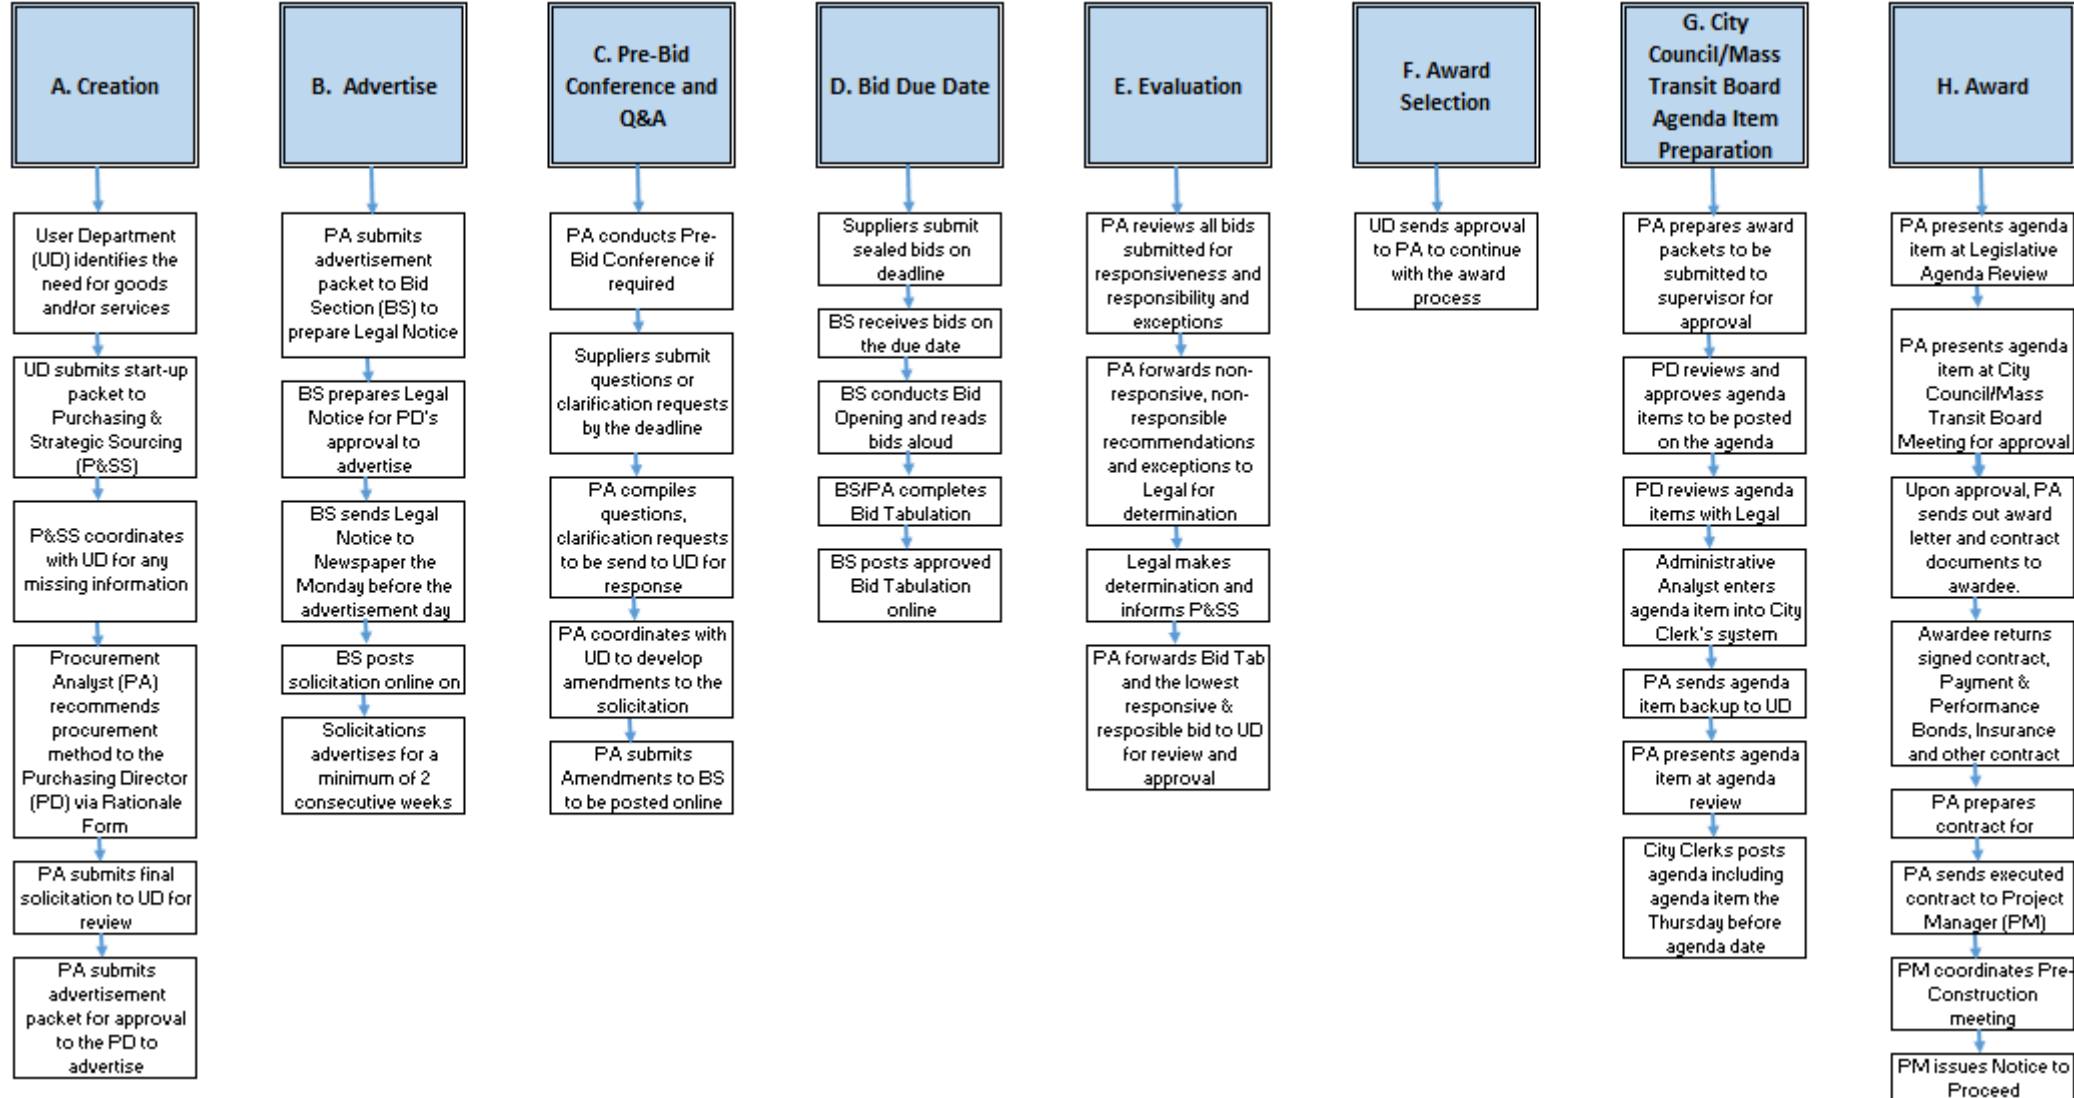 A. Creation
User Department
(UD) identifies the
need for goods
and/or services
UD submits start-up
packet to
Purchasing &
Strategic Sourcing
(P&SS)
P&SS coordinates
with UD for any
missing information
Procurement
Analyst (PA)
recommends
procurement
method to the
Purchasing Director
(PD) via Rationale
Form
PA submits final
solicitation to UD for
review
PA submits
advertisement
packet for approval
to the PD to
advertise
B. Advertise
PA submits
advertisement
packet to Bid
Section (BS) to
prepare Legal Notice
BS prepares Legal
Notice for PD's
approval to
advertise
BS sends Legal
Notice to
Newspaper the
Monday before the
advertisement day
BS posts
solicitation online on
Solicitations
advertises for a
minimum of 2
consecutive weeks
C. Pre-Bid
Conference and
Q&A
PA conducts Pre-
Bid Conference if
required
Suppliers submit
questions or
clarification requests
by the deadline
PA compiles
questions,
clarification requests
to be send to UD for
response
PA coordinates with
UD to develop
amendments to the
solicitation
PA submits
Amendments to BS
to be posted online
D. Bid Due Date
Suppliers submit
sealed bids on
deadline
BS receives bids on
the due date
BS conducts Bid
Opening and reads
bids aloud
BS/PA completes
Bid Tabulation
BS posts approved
Bid Tabulation
online
E. Evaluation
PA reviews all bids
submitted for
responsiveness and
responsibility and
exceptions
PA forwards non-
responsive, non-
responsible
recommendations
and exceptions to
Legal for
determination
Legal makes
determination and
informs P&SS
PA forwards Bid Tab
and the lowest
responsive &
resposible bid to UD
for review and
approval
F. Award
Selection
UD sends approval
to PA to continue
with the award
process
G. City
Council/Mass
Transit Board
Agenda Item
Preparation
PA prepares award
packets to be
submitted to
supervisor for
approval
PD reviews and
approves agenda
items to be posted
on the agenda
PD reviews agenda
items with Legal
Administrative
Analyst enters
agenda item into City
Clerk's system
PA sends agenda
item backup to UD
PA presents agenda
item at agenda
review
City Clerks posts
agenda including
agenda item the
Thursday before
agenda date
H. Award
PA presents agenda
item at Legislative
Agenda Review
PA presents agenda
item at City
Council/Mass
Transit Board
Meeting for approval
Upon approval, PA
sends out award
letter and contract
documents to
awardee.
Awardee returns
signed contract,
Payment &
Performance
Bonds, Insurance
and other contract
PA prepares
contract for
PA sends executed
contract to Project
Manager (PM)
PM coordinates Pre-
Construction
meeting
PM issues Notice to
Proceed